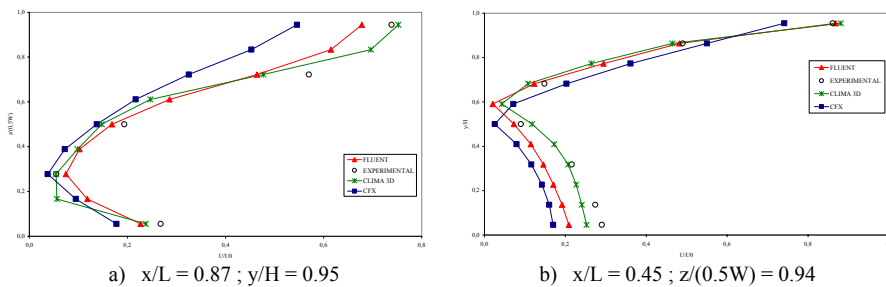 1,0
0,8
0,6
0,4
0,2
0,0
z/(0,5W)
0,0
0,2
0,4
0,6
0,8
U/U0
FLUENT
EXPERIMENTAL
CLIMA 3D
CFX
a) x/L = 0.87 ; y/H = 0.95
1,0
0,8
0,6
0,4
0,2
0,0
y/H
0,0
0,2
0,4
0,6
0,8
U/U0
FLUENT
EXPERIMENTAL
CLIMA 3D
CFX
b) x/L = 0.45 ; z/(0.5W) = 0.94